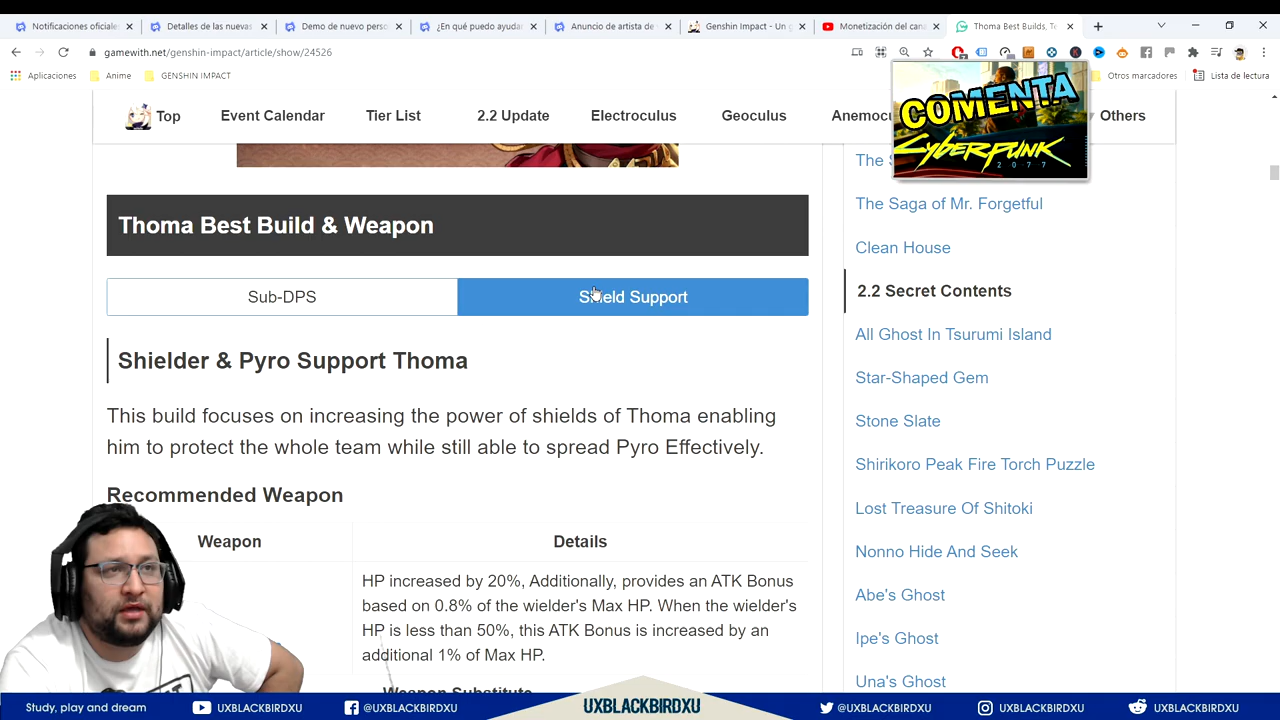 Notificaciones oficiale
Detalles de las nuevas
Demo de nuevo perso
¿En qué puedo ayudar
Anuncio de artista de
Genshin Impact - Un g
Monetización del cana
Thoma Best Builds, Te
gamewith.net/genshin-impact/article/show/24526
Aplicaciones
Anime
GENSHIN IMPACT
Otros marcadores
Lista de lectura
Top
Event Calendar
Tier List
2.2 Update
Electroculus
Geoculus
Anemocu
Others
COMENTA
CYBERPUNK
2077
Thoma Best Build & Weapon
Sub-DPS
Shield Support
Shielder & Pyro Support Thoma
This build focuses on increasing the power of shields of Thoma enabling
him to protect the whole team while still able to spread Pyro Effectively.
Recommended Weapon
Weapon
Details
HP increased by 20%, Additionally, provides an ATK Bonus
based on 0.8% of the wielder's Max HP. When the wielder's
HP is less than 50%, this ATK Bonus is increased by an
additional 1% of Max HP.
Weapon Substitute
The S
The Saga of Mr. Forgetful
Clean House
2.2 Secret Contents
All Ghost In Tsurumi Island
Star-Shaped Gem
Stone Slate
Shirikoro Peak Fire Torch Puzzle
Lost Treasure Of Shitoki
Nonno Hide And Seek
Abe's Ghost
Ipe's Ghost
Una's Ghost
Study, play and dream
UXBLACKBIRDXU
@UXBLACKBIRDXU
UXBLACKBIRDXU
@UXBLACKBIRDXU
UXBLACKBIRDXU
UXBLACKBIRDXU